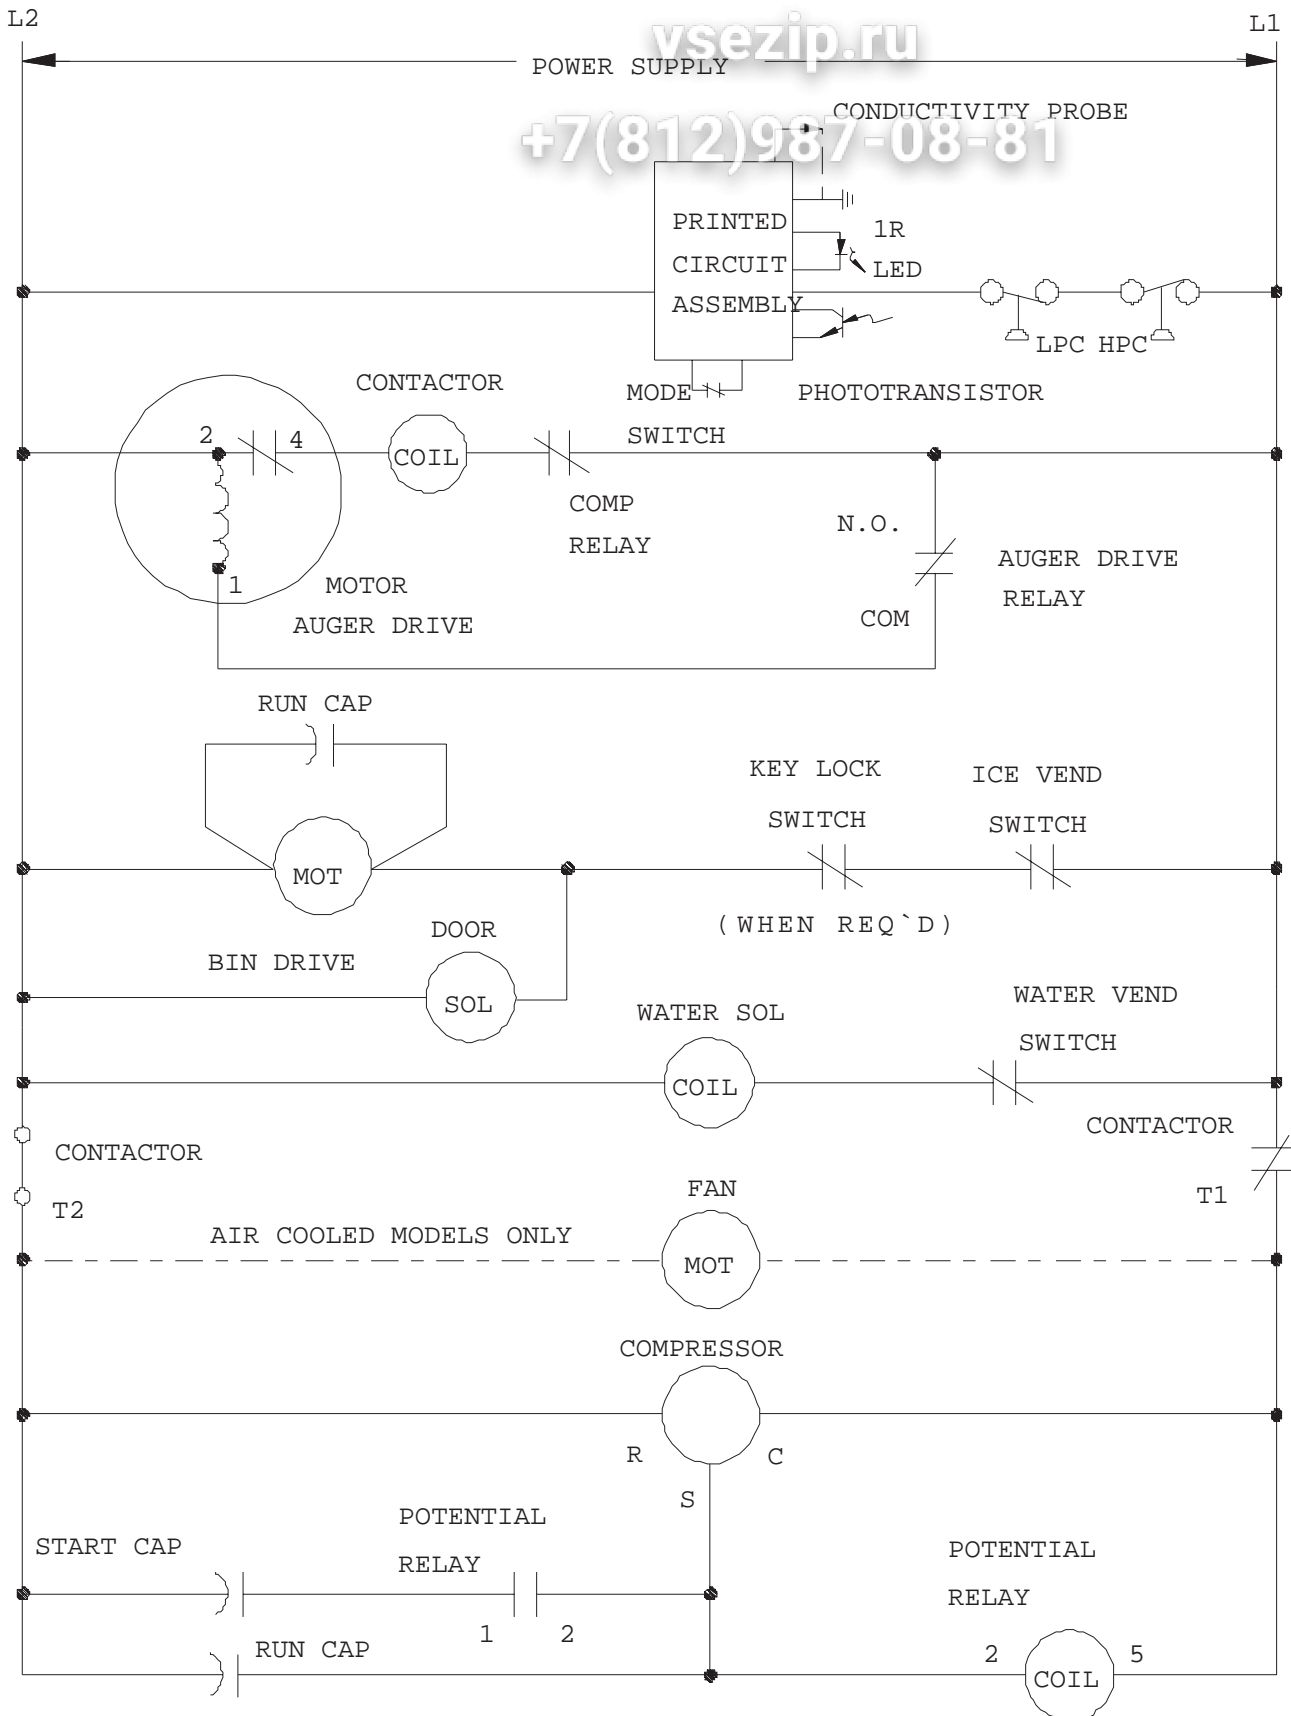 L2
vsezip.ru
L1
POWER SUPPLY
CONDUCTIVITY PROBE
+7(812)987-08-81
PRINTED
1R
CIRCUIT
LED
ASSEMBLY
LPC HPC
CONTACTOR
MODE
PHOTOTRANSISTOR
2
4
SWITCH
COIL
COMP
N.O.
RELAY
AUGER DRIVE
1
MOTOR
RELAY
AUGER DRIVE
COM
RUN CAP
KEY LOCK
ICE VEND
SWITCH
SWITCH
MOT
(WHEN REQ`D)
DOOR
BIN DRIVE
SOL
WATER VEND
WATER SOL
SWITCH
COIL
CONTACTOR
CONTACTOR
FAN
T1
T2
AIR COOLED MODELS ONLY
MOT
COMPRESSOR
R
C
S
POTENTIAL
START CAP
POTENTIAL
RELAY
RELAY
1
2
RUN CAP
2
5
COIL